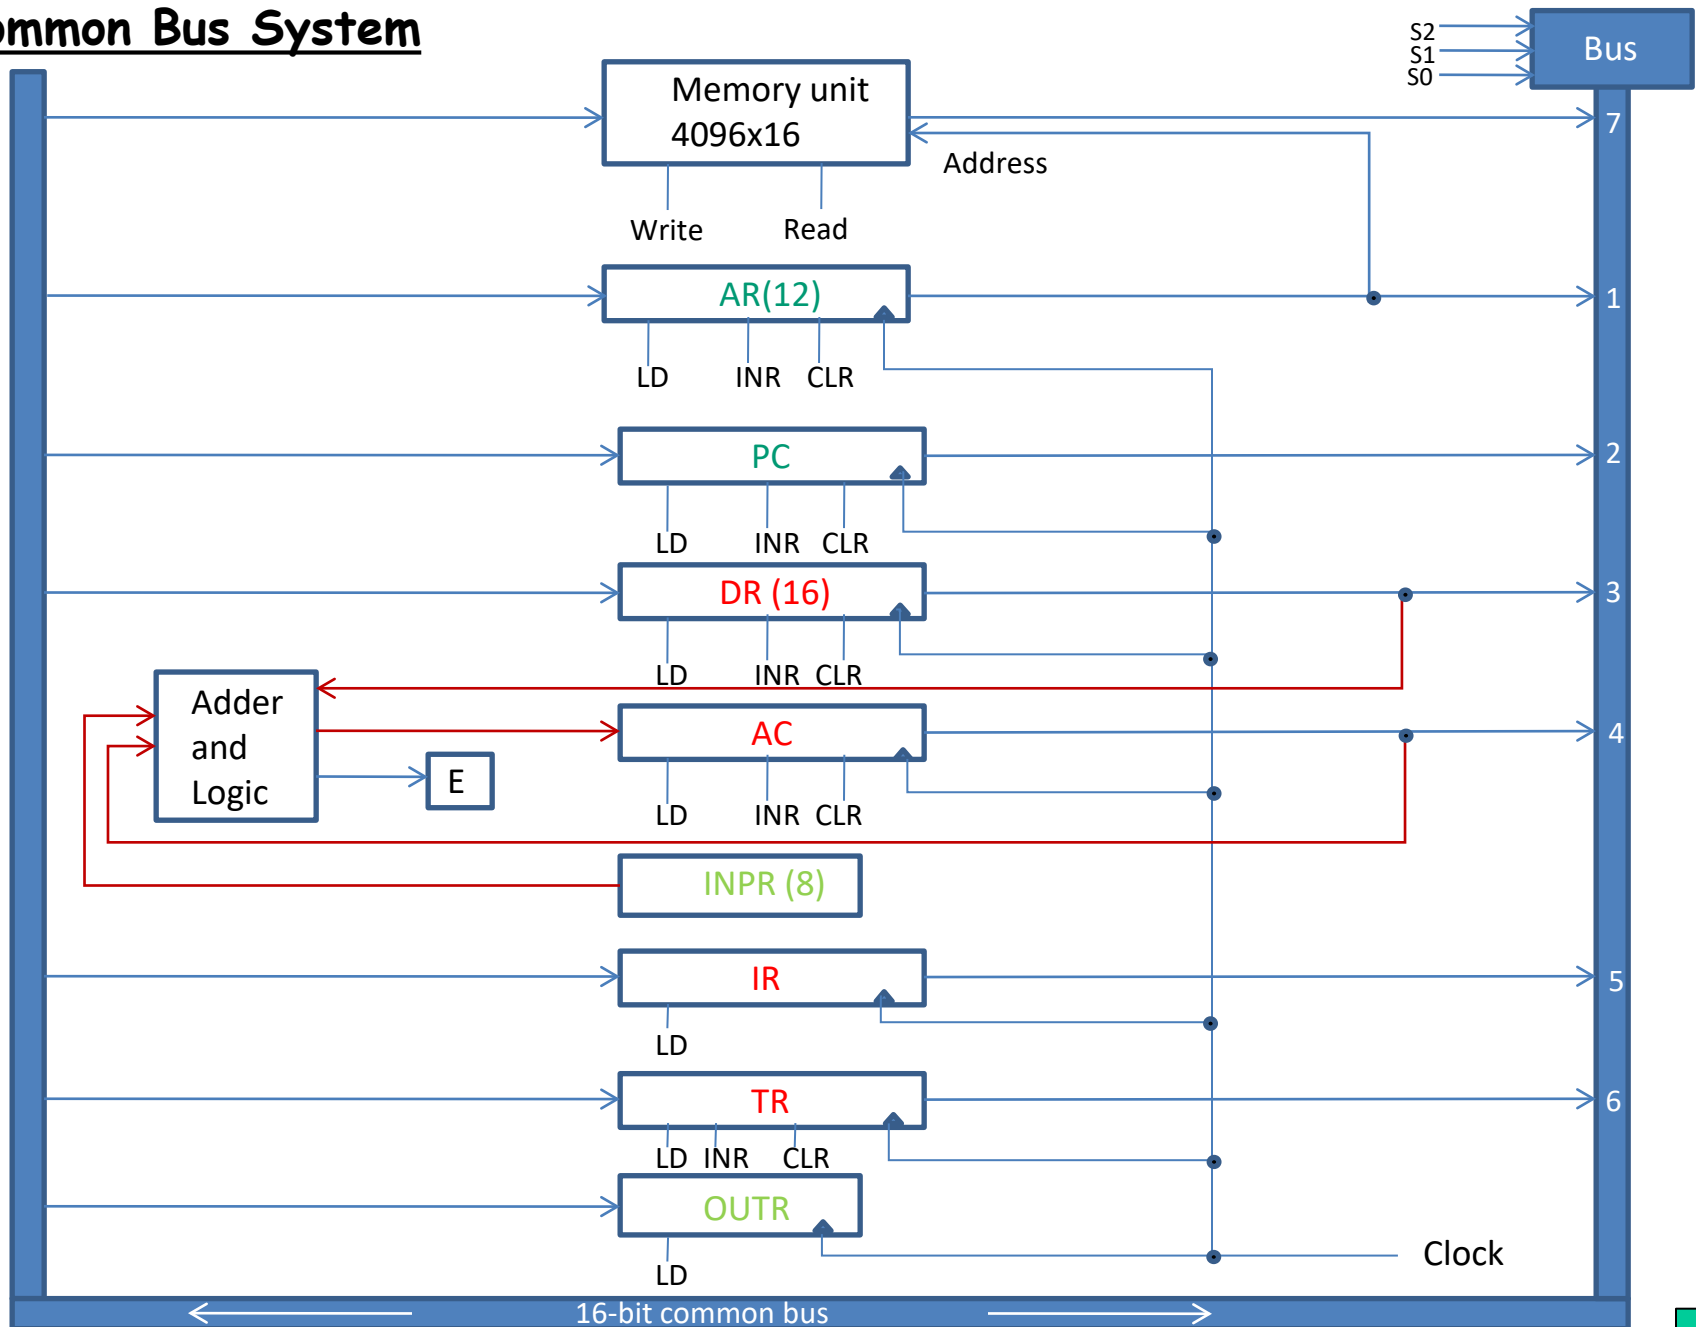 ommon Bus System
S2
S1
S0
Bus
Memory unit
4096x16
7
Address
Write Read
AR(12)
1
LD INR CLR
PC
2
LD INR CLR
DR (16)
3
LD INR CLR
Adder
and
Logic
E
AC
4
LD INR CLR
INPR (8)
IR
5
LD
TR
6
LD INR CLR
OUTR
LD
Clock
16-bit common bus